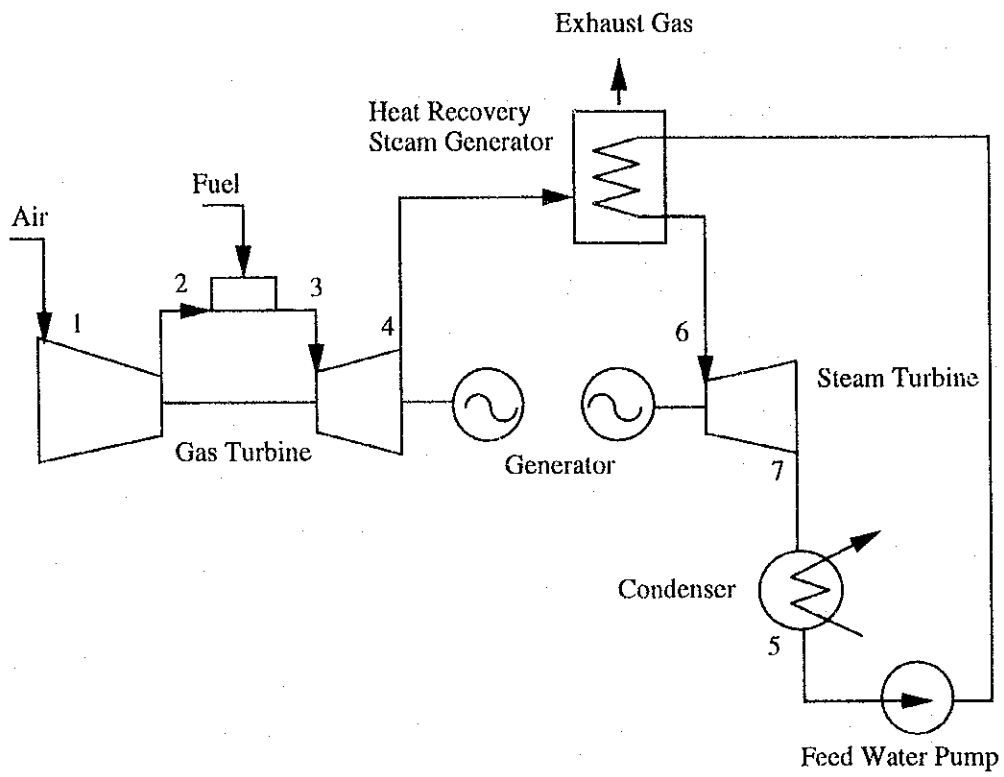 Exhaust Gas
Heat Recovery
Steam Generator
Fuel
Air
2
3
1
4
6
Steam Turbine
Gas Turbine
Generator
7
Condenser
5
Feed Water Pump